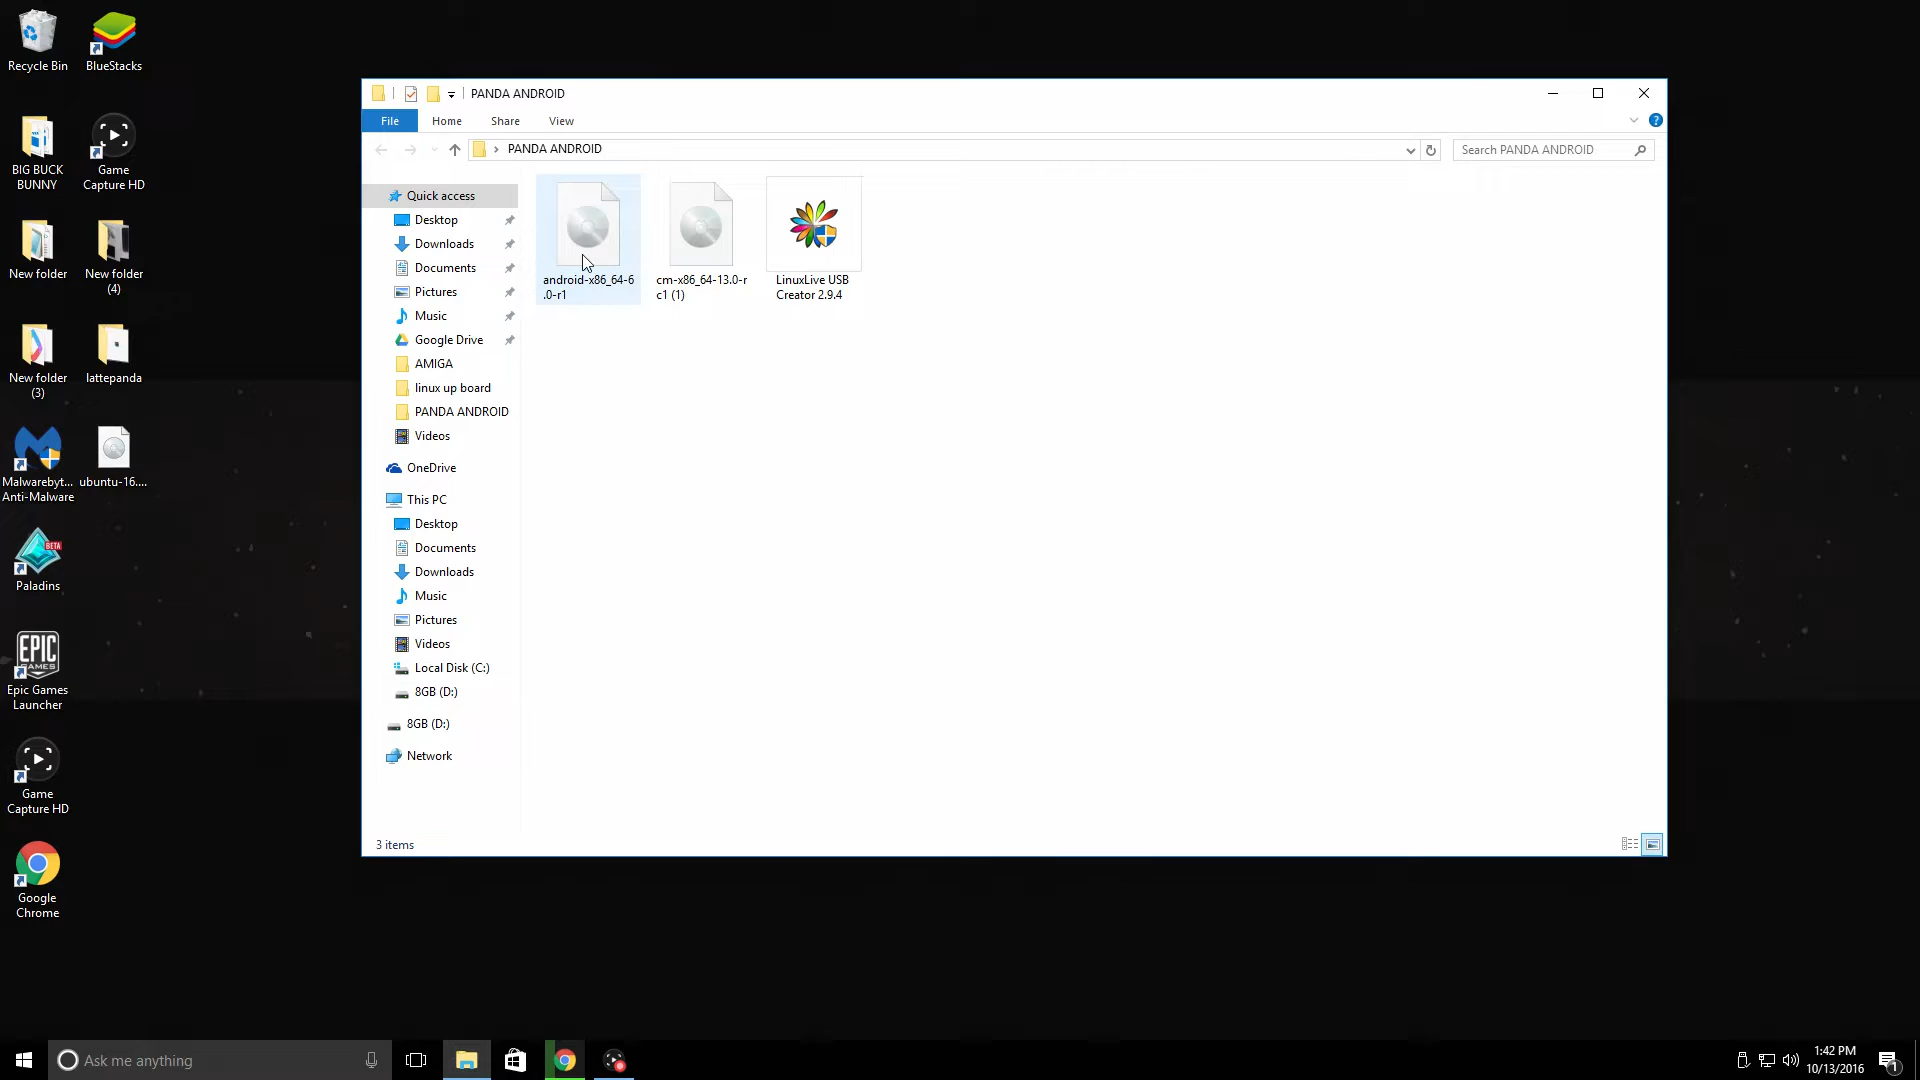 Recycle Bin
BlueStacks
BIG BUCK
BUNNY
Game
Capture HD
New folder
New folder
(4)
New folder
(3)
lattepanda
Malwarebyt...
Anti-Malware
ubuntu-16....
BETA
Paladins
EPIC
GAMES
Epic Games
Launcher
Game
Capture HD
Google
Chrome
PANDA ANDROID
File
Home
Share
View
?
PANDA ANDROID
Search PANDA ANDROID
Quick access
Desktop
Downloads
Documents
Pictures
Music
Google Drive
AMIGA
linux up board
PANDA ANDROID
Videos
OneDrive
This PC
Desktop
Documents
Downloads
Music
Pictures
Videos
Local Disk (C:)
8GB (D:)
8GB (D:)
Network
android-x86_64-6
.0-r1
cm-x86_64-13.0-r
c1 (1)
LinuxLive USB
Creator 2.9.4
3 items
Ask me anything
1:42 PM
10/13/2016
1